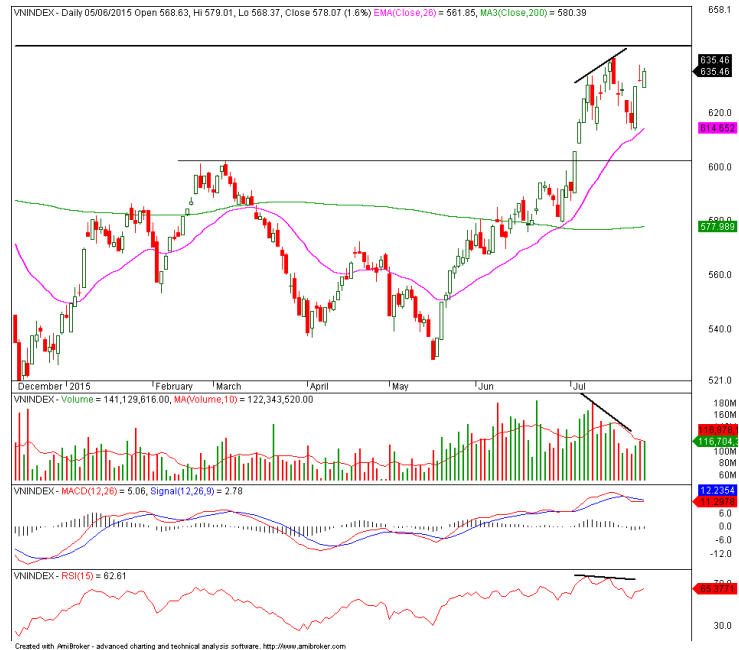 VNINDEX - Daily 05/06/2015 Open 568.63, Hi 579.01, Lo 568.37, Close 578.07 (1.6%) EMA(Close,26) = 561.85, MA3(Close,200) = 580.39
658.1
635.46
635.46
620.0
614.652
600.0
577.989
560.0
540.0
521.0
December 2015 February March April May Jun Jul
VNINDEX - Volume = 141,129,616.00, MA(Volume,10) = 122,343,520.00
180M
160M
116,704,
100M
80M
60M
VNINDEX - MACD(12,26) = 5.06, Signal(12,26,9) = 2.78
12.2354
11.2978
6.0
0.0
-6.0
-12.0
VNINDEX - RSI(15) = 62.61
65.3771
30.0
Created with AmiBroker - advanced charting and technical analysis software. http://www.amibroker.com